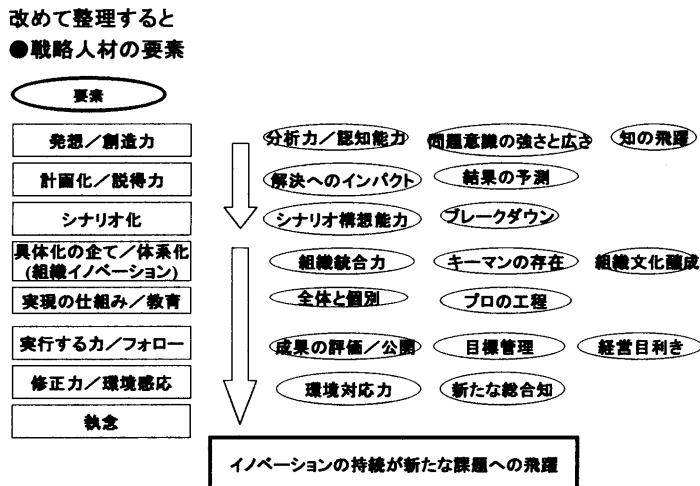 改めて整理すると
●戦略人材の要素
要素
発想／創造力
分析力／認知能力
問題意識の強さと広さ
知の飛躍
計画化／説得力
解決へのインパクト
結果の予測
シナリオ化
シナリオ構想能力
ブレークダウン
具体化の企て／体系化
(組織イノベーション)
組織統合力
キーマンの存在
組織文化醸成
実現の仕組み／教育
全体と個別
プロの工程
実行する力／フォロー
成果の評価／公開
目標管理
経営目利き
修正力／環境感応
環境対応力
新たな総合知
執念
イノベーションの持続が新たな課題への飛躍